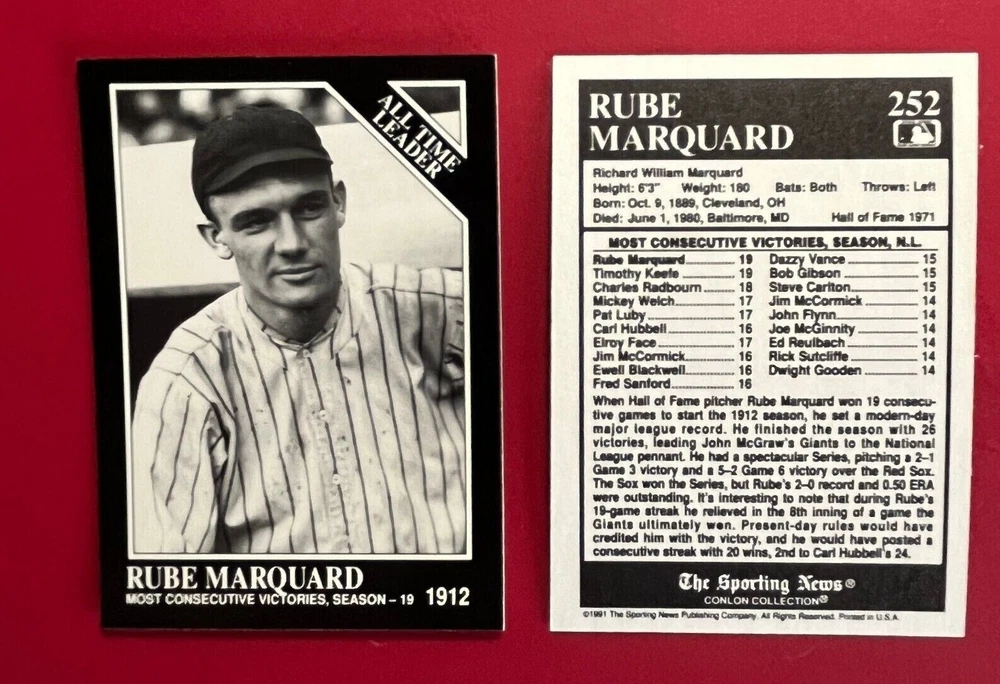 ALL TIME
LEADER
RUBE MARQUARD
MOST CONSECUTIVE VICTORIES, SEASON – 19 1912
RUBE 252
MARQUARD
Richard William Marquard
Height: 6'3" Weight: 180 Bats: Both Throws: Left
Born: Oct. 9, 1889, Cleveland, OH
Died: June 1, 1980, Baltimore, MD Hall of Fame 1971
MOST CONSECUTIVE VICTORIES, SEASON, N.L.
Rube Marquard 19 Dazzy Vance 15
Timothy Keefe 19 Bob Gibson 15
Charles Radbourn 18 Steve Carlton 15
Mickey Welch 17 Jim McCormick 14
Pat Luby 17 John Flynn 14
Carl Hubbell 16 Joe McGinnity 14
Elroy Face 17 Ed Reulbach 14
Jim McCormick 16 Rick Sutcliffe 14
Ewell Blackwell 16 Dwight Gooden 14
Fred Sanford 16
When Hall of Fame pitcher Rube Marquard won 19 consecu-
tive games to start the 1912 season, he set a modern-day
major league record. He finished the season with 26
victories, leading John McGraw's Giants to the National
League pennant. He had a spectacular Series, pitching a 2–1
Game 3 victory and a 5–2 Game 6 victory over the Red Sox.
The Sox won the Series, but Rube's 2–0 record and 0.50 ERA
were outstanding. It's interesting to note that during Rube's
19-game streak he relieved in the 8th inning of a game the
Giants ultimately won. Present-day rules would have
credited him with the victory, and he would have posted a
consecutive streak with 20 wins, 2nd to Carl Hubbell's 24.
The Sporting News®
CONLON COLLECTION®
©1991 The Sporting News Publishing Company. All Rights Reserved. Printed in U.S.A.